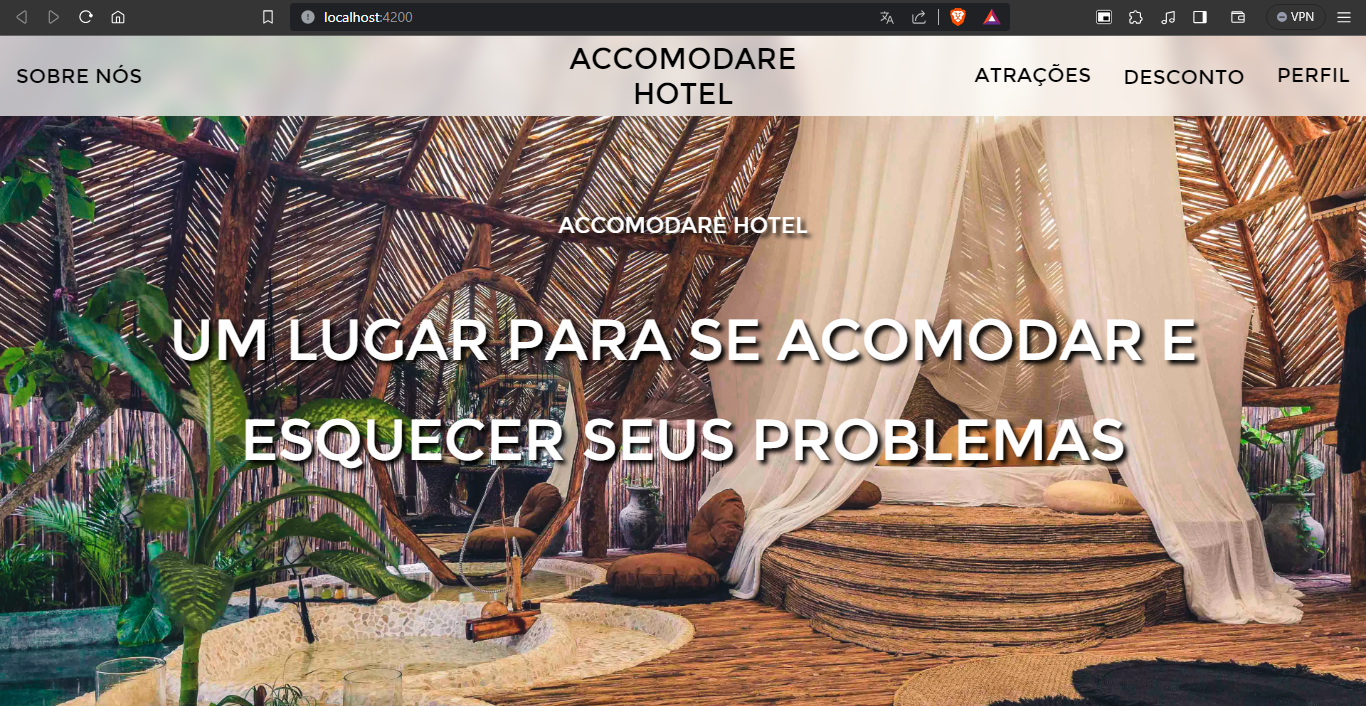 localhost:4200
VPN
SOBRE NÓS
ACCOMODARE
HOTEL
ATRAÇÕES
DESCONTO
PERFIL
ACCOMODARE HOTEL
UM LUGAR PARA SE ACOMODAR E
ESQUECER SEUS PROBLEMAS